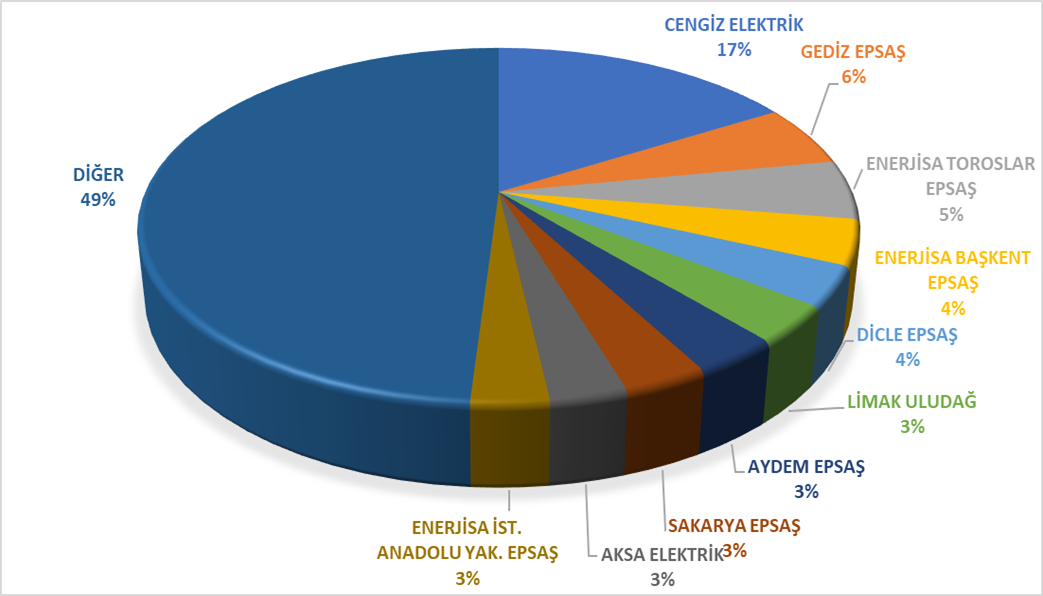 CENGİZ ELEKTRİK
17%
GEDİZ EPSAŞ
6%
ENERJİSA TOROSLAR
EPSAŞ
5%
ENERJİSA BAŞKENT
EPSAŞ
4%
DİCLE EPSAŞ
4%
LİMAK ULUDAĞ
3%
AYDEM EPSAŞ
3%
SAKARYA EPSAŞ
3%
AKSA ELEKTRİK
3%
ENERJİSA İST.
ANADOLU YAK. EPSAŞ
3%
DİĞER
49%